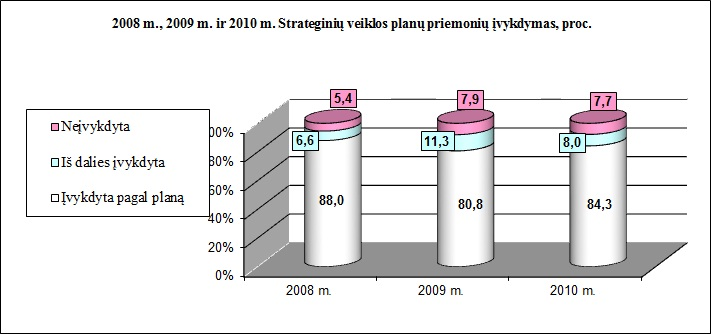 2008 m., 2009 m. ir 2010 m. Strateginių veiklos planų priemonių įvykdymas, proc.
Neįvykdyta
Iš dalies įvykdyta
Įvykdyta pagal planą
100%
80%
60%
40%
20%
0%
5,4
7,9
7,7
6,6
11,3
8,0
88,0
80,8
84,3
2008 m.
2009 m.
2010 m.